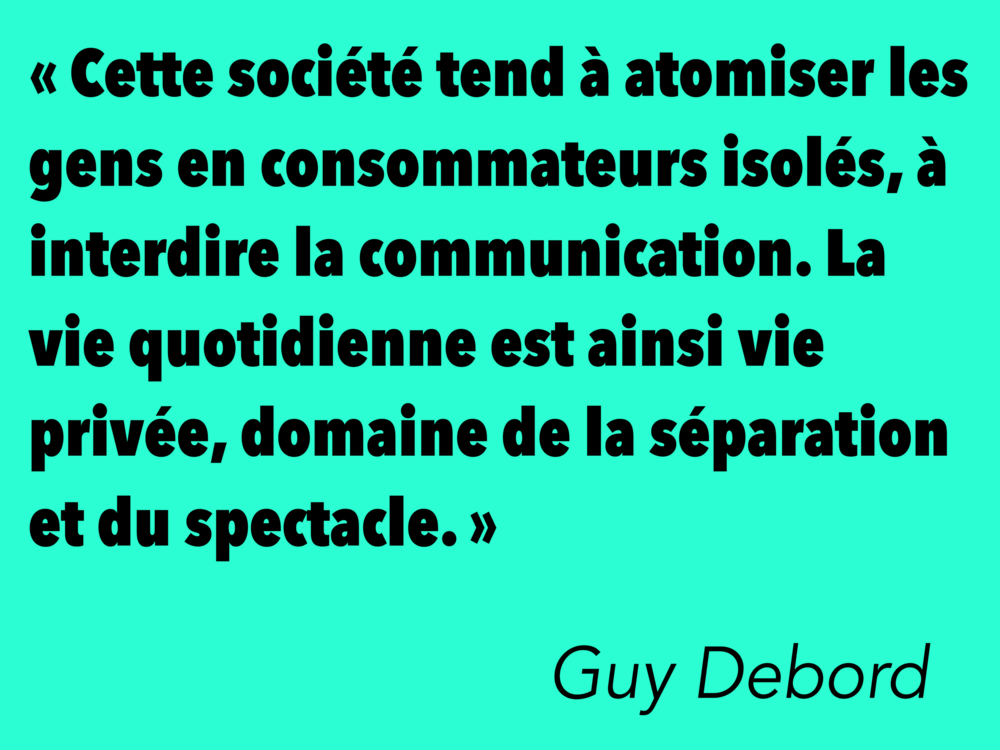 « Cette société tend à atomiser les
gens en consommateurs isolés, à
interdire la communication. La
vie quotidienne est ainsi vie
privée, domaine de la séparation
et du spectacle. »
Guy Debord